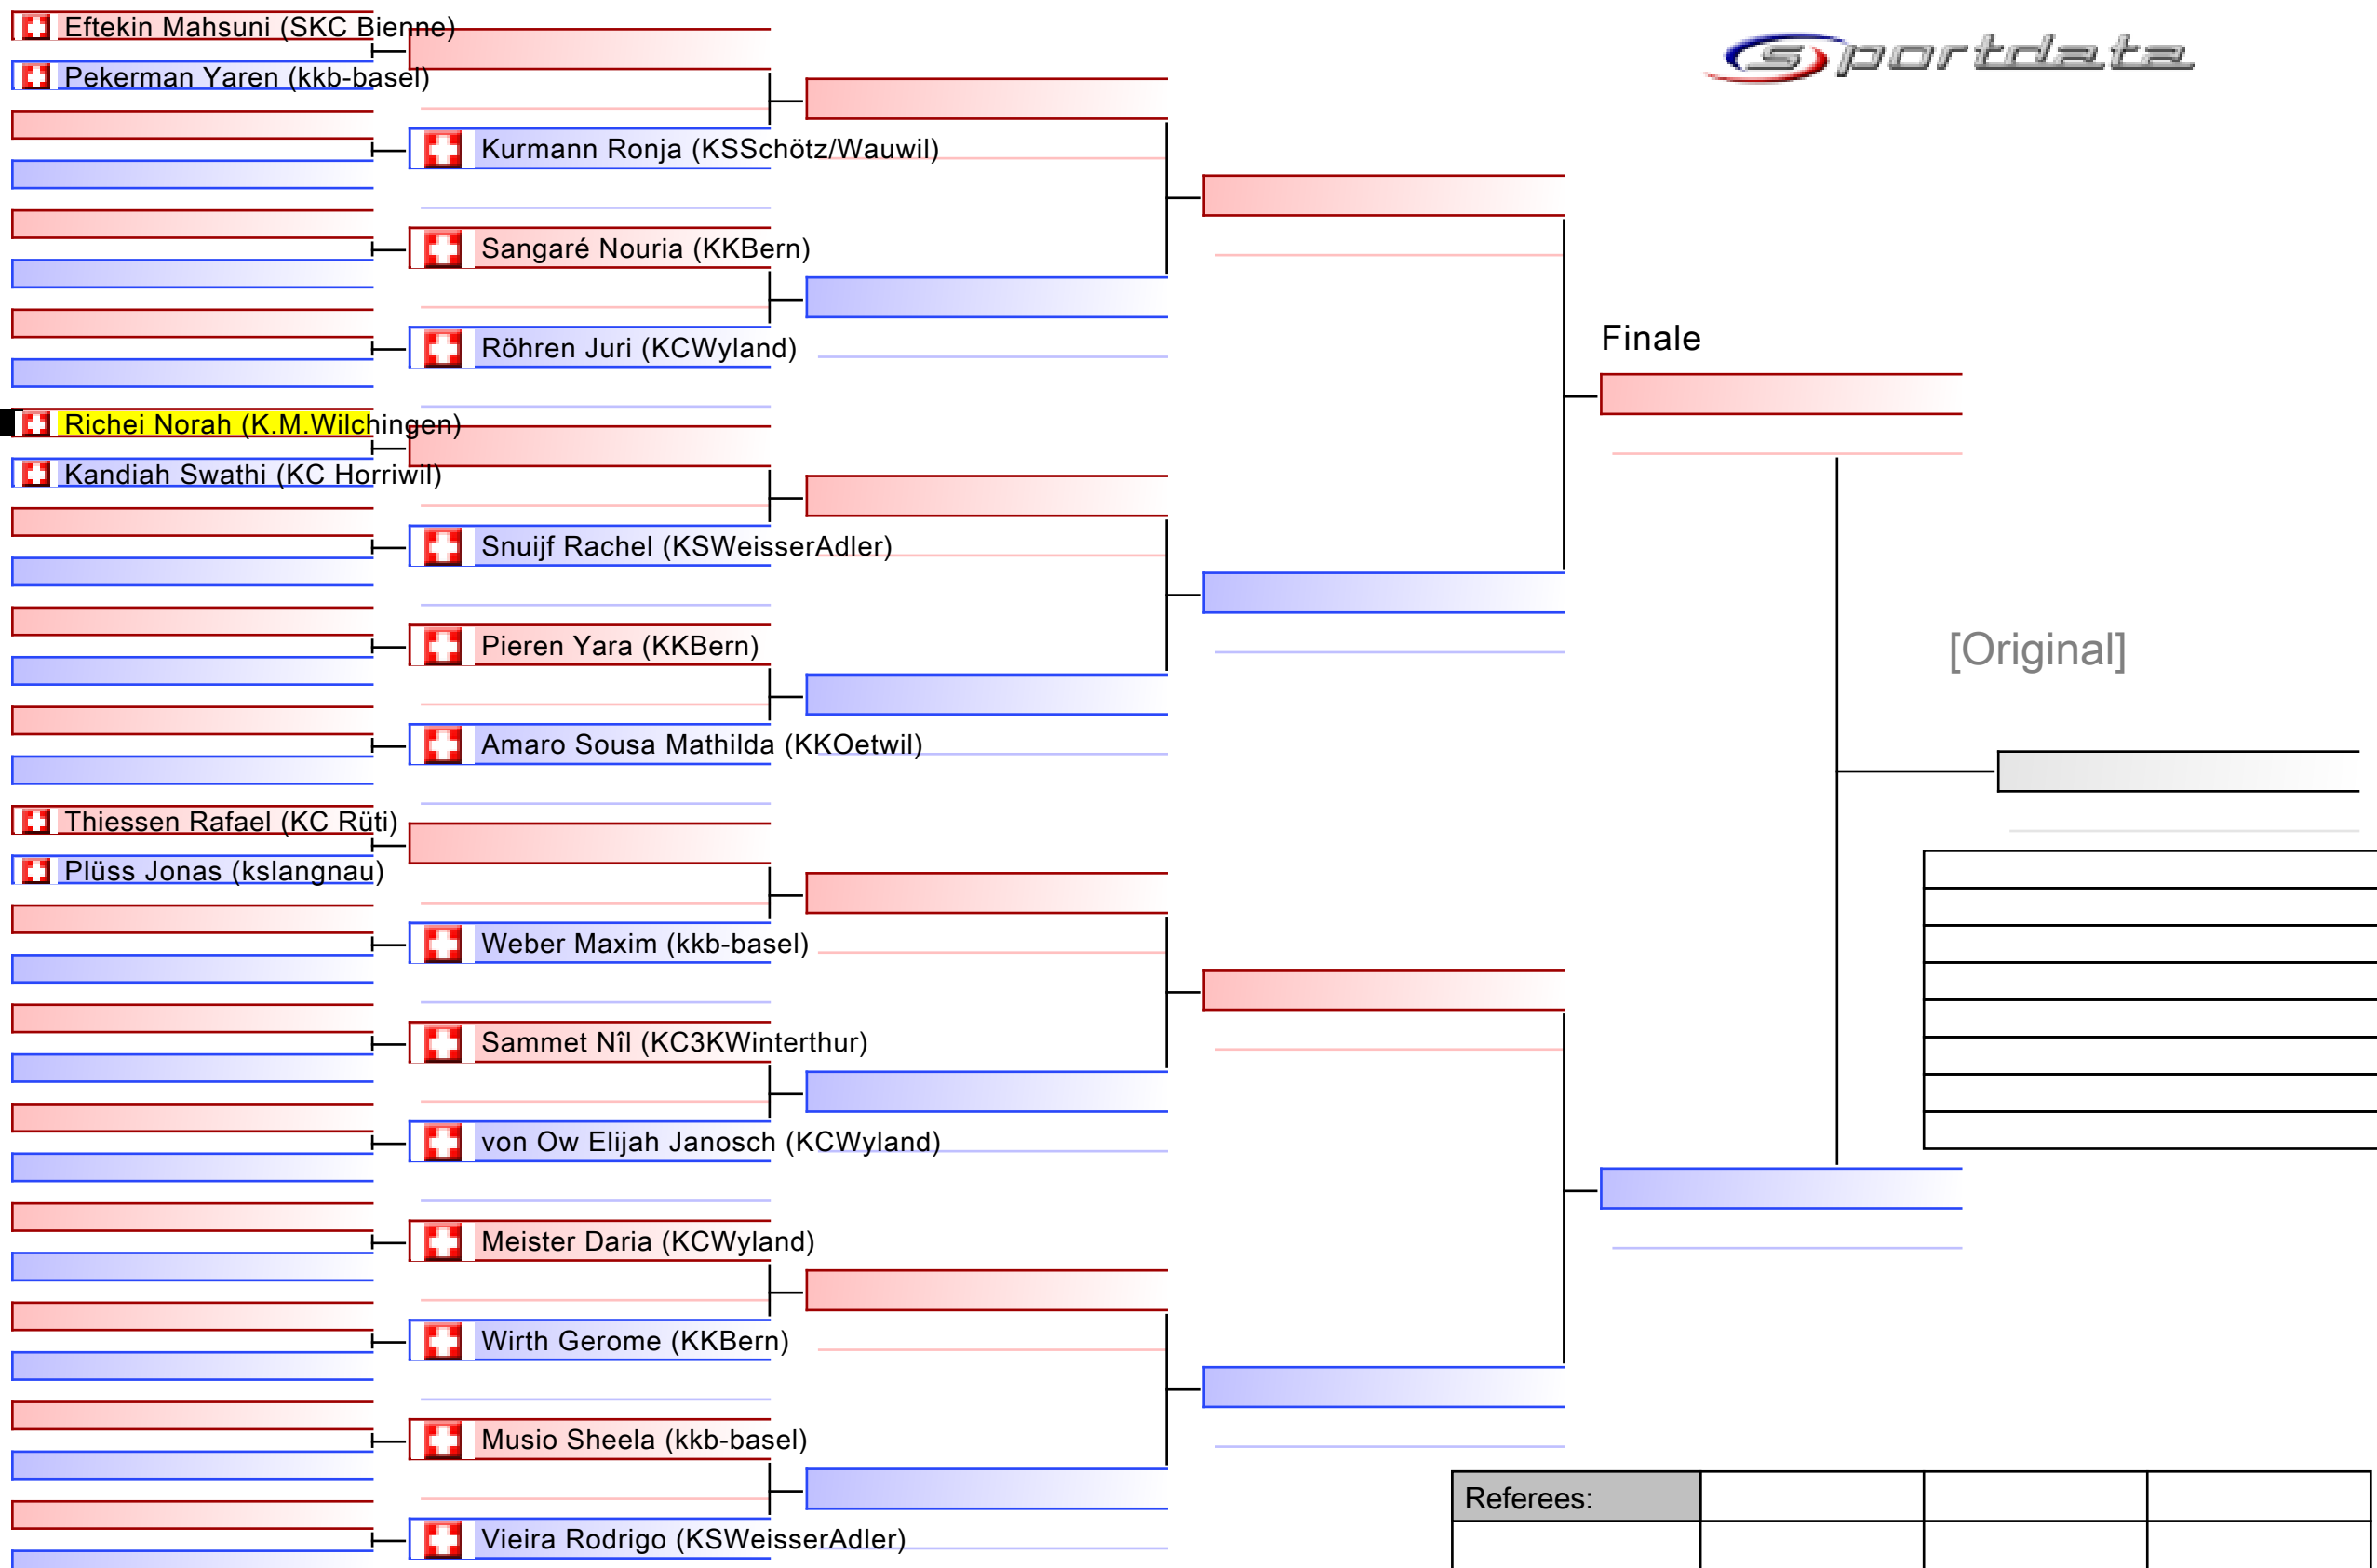 Eftekin Mahsuni (SKC Bienne)
Pekerman Yaren (kkb-basel)
sportdata
Kurmann Ronja (KSSchötz/Wauwil)
Sangaré Nouria (KKBern)
Röhren Juri (KCWyland)
Finale
Richei Norah (K.M.Wilchingen)
Kandiah Swathi (KC Horriwil)
Snuijf Rachel (KSWeisserAdler)
Pieren Yara (KKBern)
[Original]
Amaro Sousa Mathilda (KKOetwil)
Thiessen Rafael (KC Rüti)
Plüss Jonas (kslangnau)
Weber Maxim (kkb-basel)
Sammet Nîl (KC3KWinterthur)
von Ow Elijah Janosch (KCWyland)
Meister Daria (KCWyland)
Wirth Gerome (KKBern)
Musio Sheela (kkb-basel)
Referees:
Vieira Rodrigo (KSWeisserAdler)